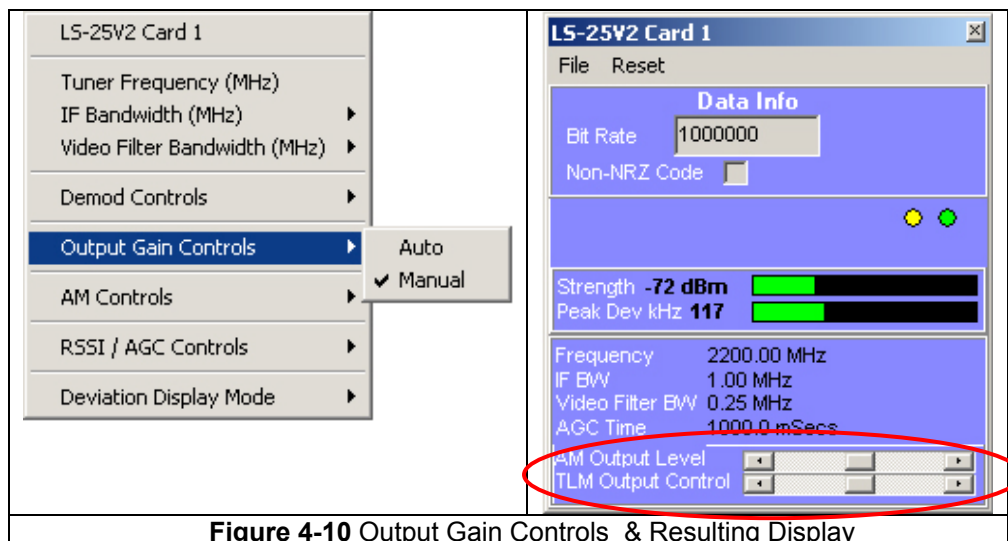 LS-25V2 Card 1
Tuner Frequency (MHz)
IF Bandwidth (MHz)
Video Filter Bandwidth (MHz)
Demod Controls
Output Gain Controls
Auto
Manual
AM Controls
RSSI / AGC Controls
Deviation Display Mode
LS-25V2 Card 1
File Reset
Data Info
Bit Rate 1000000
Non-NRZ Code
Strength -72 dBm
Peak Dev kHz 117
Frequency 2200.00 MHz
IF BW 1.00 MHz
Video Filter BW 0.25 MHz
AGC Time 1000.0 mSecs
AM Output Level
TLM Output Control
Figure 4-10 Output Gain Controls & Resulting Display